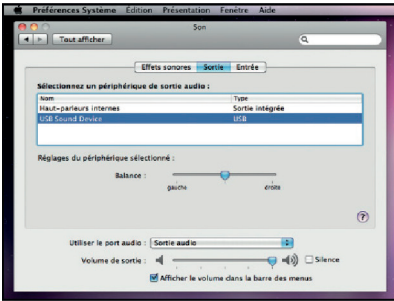 Préférences Système Édition Présentation Fenêtre Aide
Son
Tout afficher
Effets sonores Sortie Entrée
Sélectionnez un périphérique de sortie audio :
Nom Type
Haut-parleurs internes Sortie intégrée
USB Sound Device USB
Réglages du périphérique sélectionné :
Balance :
gauche droite
?
Utiliser le port audio : Sortie audio
Volume de sortie : Silence
Afficher le volume dans la barre des menus